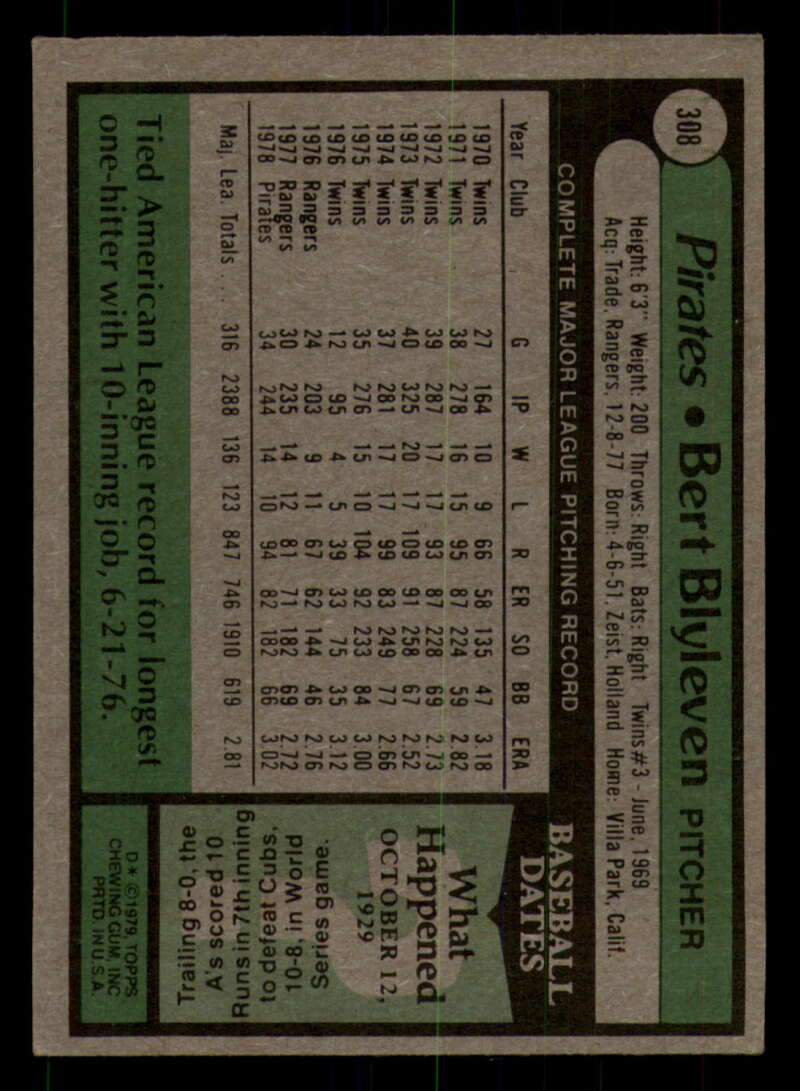 308
Pirates • Bert Blyleven PITCHER
Height: 6'3" Weight: 200 Throws: Right Bats: Right Twins #3 - June, 1969
Acq: Trade, Rangers, 12-8-77 Born: 4-6-51, Zeist, Holland Home: Villa Park, Calif.
COMPLETE MAJOR LEAGUE PITCHING RECORD
Year Club G IP W L R ER SO BB ERA
1970 Twins 27 164 10 9 66 58 135 47 3.18
1971 Twins 38 278 16 15 95 87 224 59 2.82
1972 Twins 39 287 17 17 93 87 228 69 2.73
1973 Twins 40 325 20 17 109 91 258 67 2.52
1974 Twins 37 281 17 17 99 83 249 77 2.66
1975 Twins 35 276 15 10 104 92 233 84 3.00
1976 Twins 12 95 4 5 39 33 75 35 3.12
1976 Rangers 24 203 9 11 67 62 144 46 2.76
1977 Rangers 30 235 14 12 81 71 182 69 2.72
1978 Pirates 34 244 14 10 94 82 182 66 3.02
Maj. Lea. Totals . . . 316 2388 136 123 847 746 1910 619 2.81
Tied American League record for longest
one-hitter with 10-ining job, 6-21-76.
BASEBALL
DATES
What
Happened
OCTOBER 12,
1929
Trailing 8-0, the
A's scored 10
Runs in 7th inning
to defeat Cubs,
10-8, in World
Series game.
D* ©1979, TOPPS
CHEWING GUM, INC
PRTD. IN U.S.A.